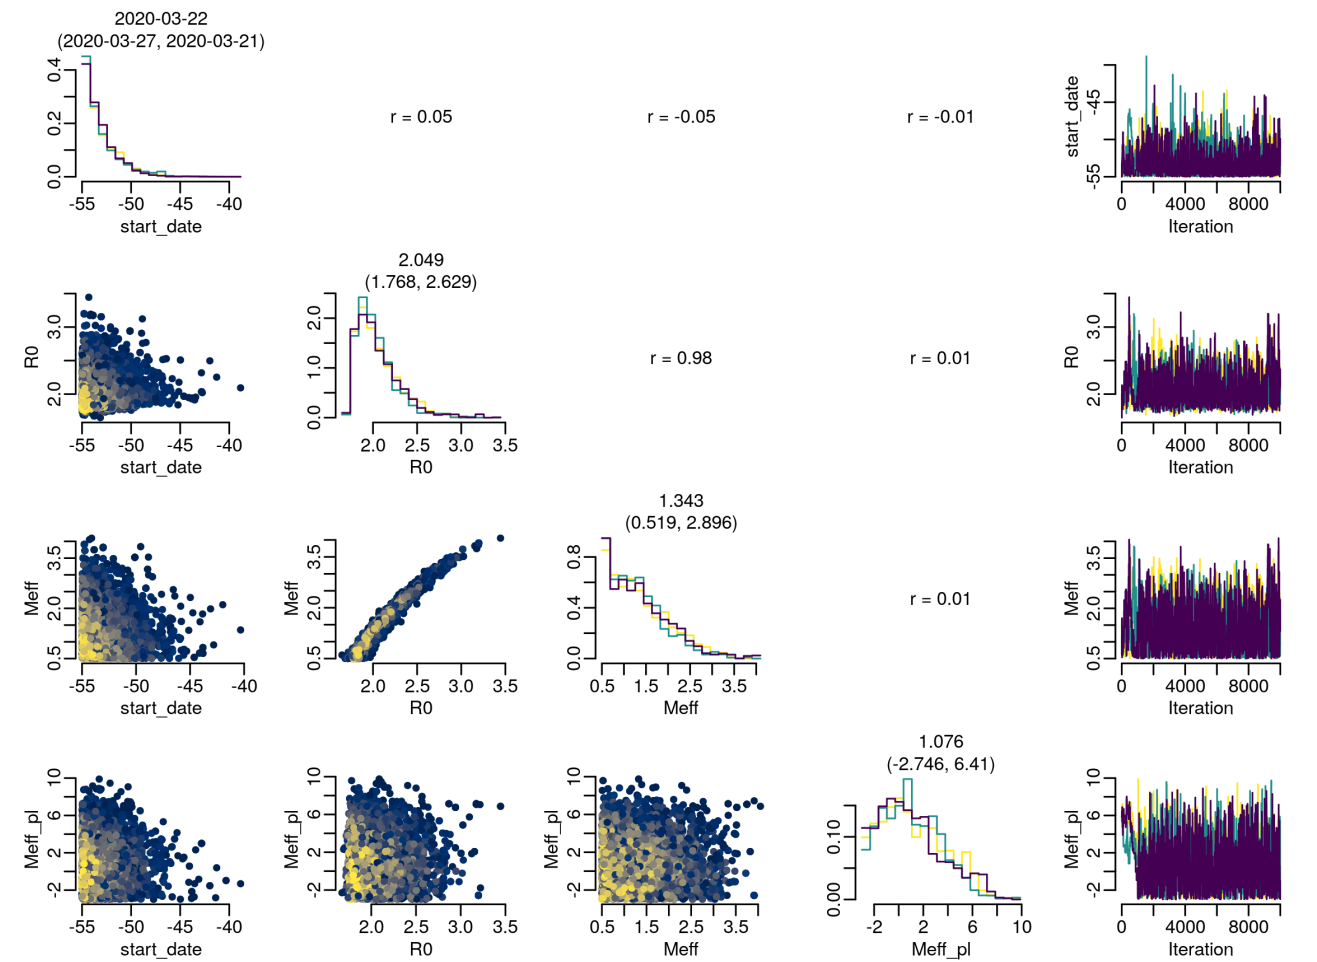 2020-03-22
(2020-03-27, 2020-03-21)
0.0 0.2 0.4
-55 -50 -45 -40
start_date
r = 0.05
r = -0.05
r = -0.01
start_date
-55 -45
0 4000 8000
Iteration
R0
2.0 3.0
-55 -50 -45 -40
start_date
2.049
(1.768, 2.629)
0.0 1.0 2.0
2.0 2.5 3.0 3.5
R0
r = 0.98
r = 0.01
R0
2.0 3.0
0 4000 8000
Iteration
Meff
0.5 2.0 3.5
-55 -50 -45 -40
start_date
Meff
0.5 2.0 3.5
2.0 2.5 3.0 3.5
R0
1.343
(0.519, 2.896)
0.0 0.4 0.8
0.5 1.5 2.5 3.5
Meff
r = 0.01
Meff
0.5 2.0 3.5
0 4000 8000
Iteration
Meff_pl
-2 2 6 10
-55 -50 -45 -40
start_date
Meff_pl
-2 2 6 10
2.0 2.5 3.0 3.5
R0
Meff_pl
-2 2 6 10
0.5 1.5 2.5 3.5
Meff
1.076
(-2.746, 6.41)
0.00 0.10
-2 2 6 10
Meff_pl
Meff_pl
-2 2 6 10
0 4000 8000
Iteration